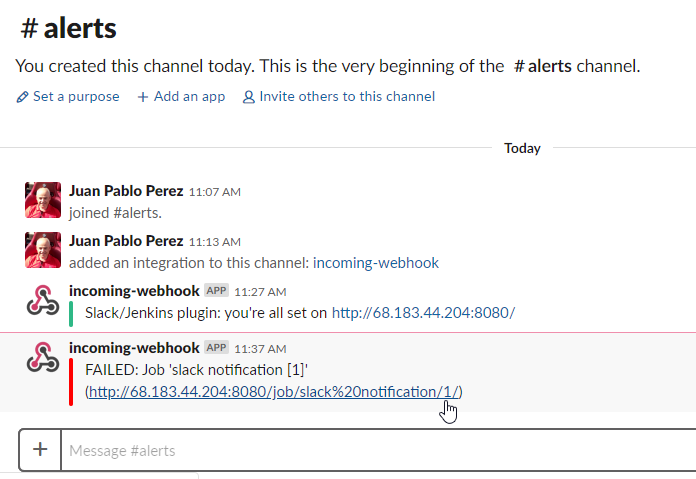 # alerts
You created this channel today. This is the very beginning of the # alerts channel.
Set a purpose + Add an app Invite others to this channel
Today
Juan Pablo Perez 11:07 AM
joined #alerts.
Juan Pablo Perez 11:13 AM
added an integration to this channel: incoming-webhook
incoming-webhook APP 11:27 AM
Slack/Jenkins plugin: you're all set on http://68.183.44.204:8080/
incoming-webhook APP 11:37 AM
FAILED: Job 'slack notification [1]'
(http://68.183.44.204:8080/job/slack%20notification/1/)
+ Message #alerts